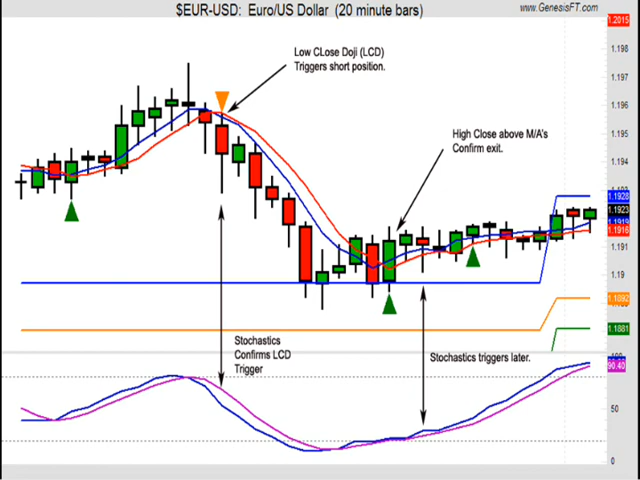 $EUR-USD: Euro/US Dollar (20 minute bars)
www.GenesisFT.com
1.2015
1.198
Low CLose Doji (LCD)
Triggers short position.
1.196
1.195
High Close above M/A's
Confirm exit.
1.194
1.193
1.1928
1.1923
1.1916
1.191
1.19
1.1892
1.1881
Stochastics
Confirms LCD
Trigger
Stochastics triggers later.
90.40
50
0